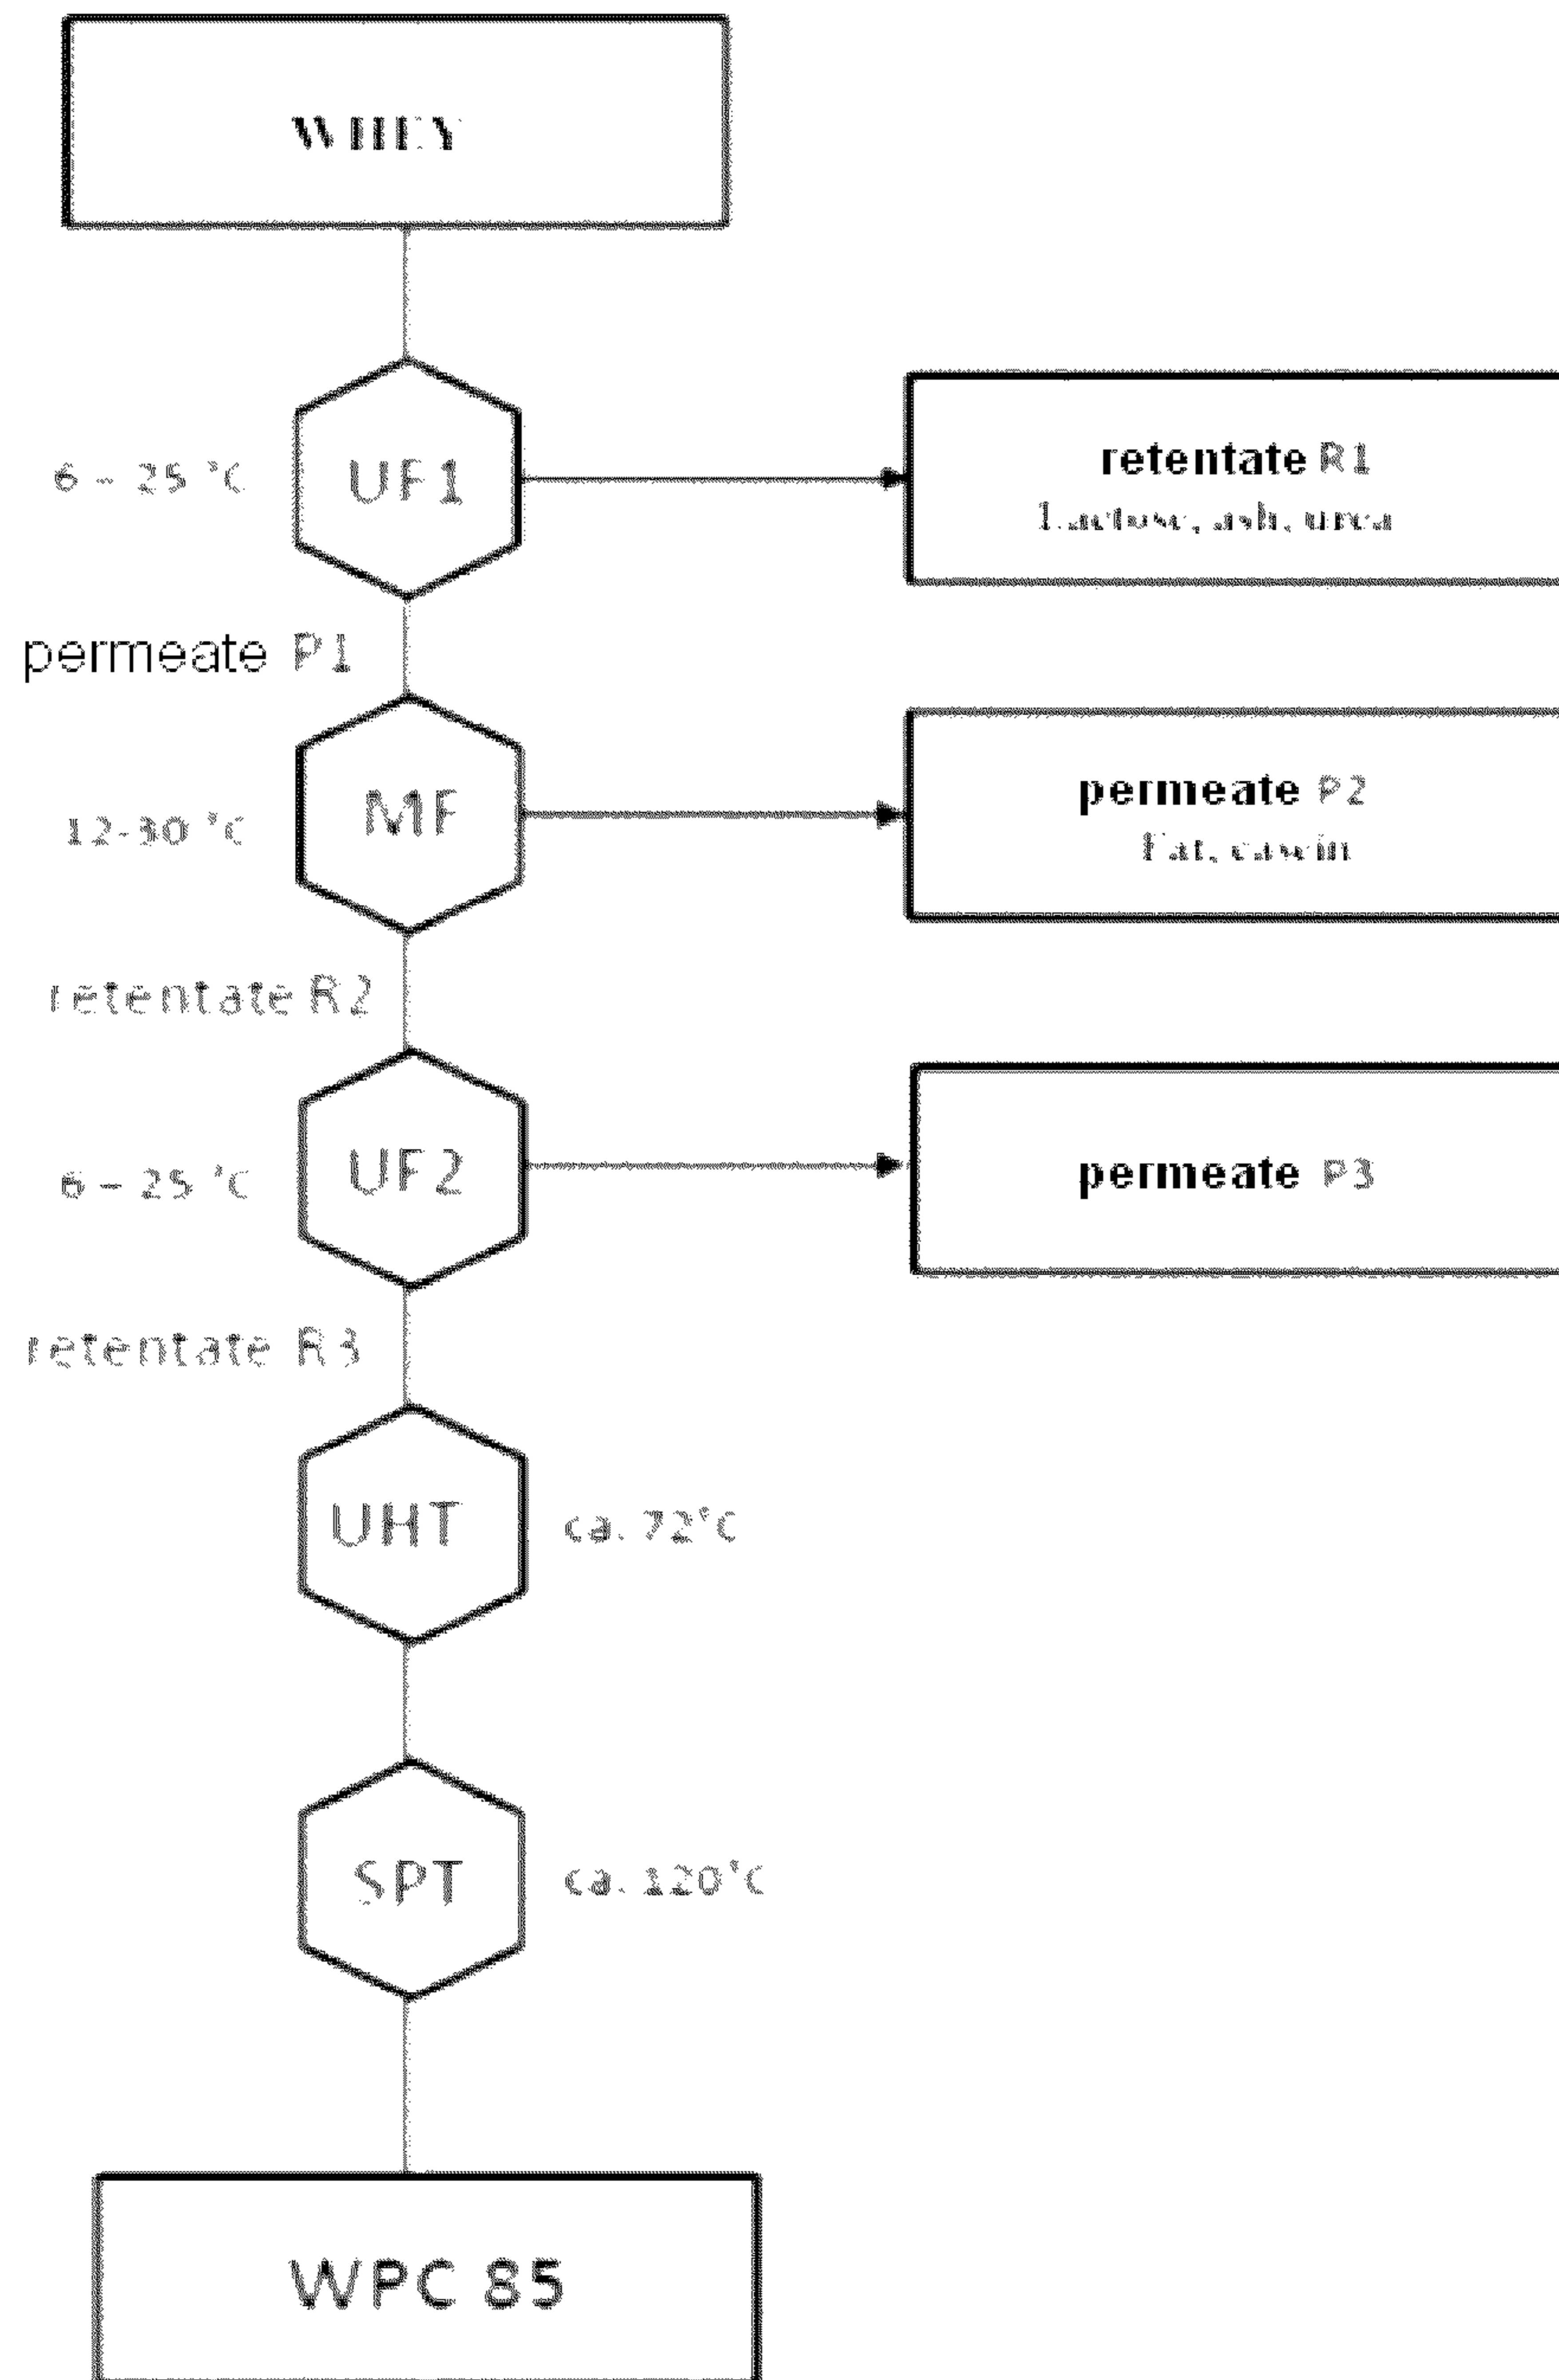 WHEY
6 – 25 °C
UF1
retentate R1
Lactose, ash, urea
permeate P1
12-30 °C
MF
permeate P2
Fat, casein
retentate R2
6 – 25 °C
UF2
permeate P3
retentate R3
UHT
ca. 72°C
SPT
ca. 120°C
WPC 85